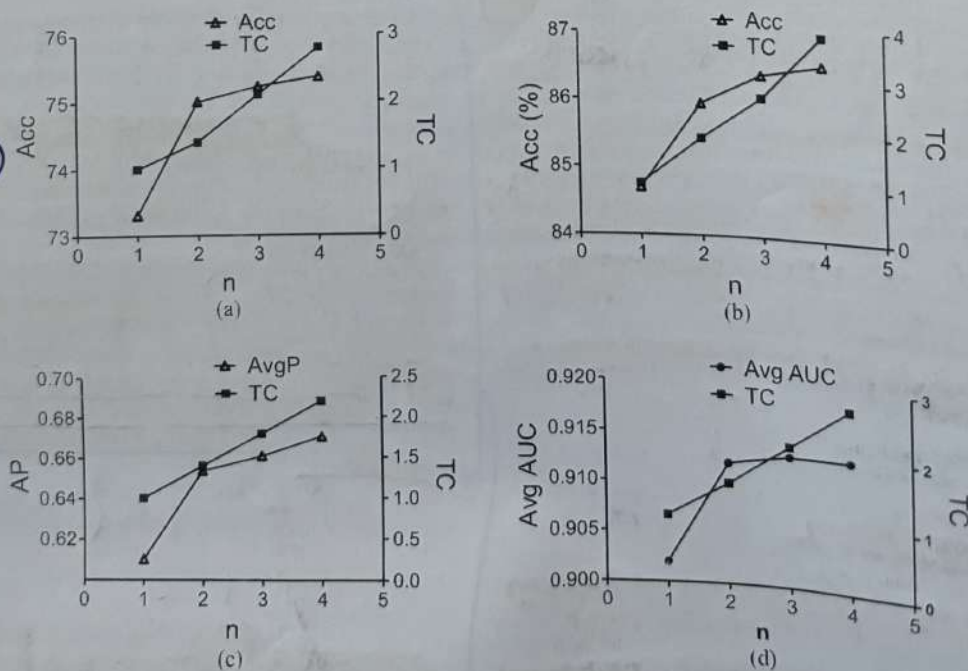 Acc
TC
76
75
74
73
Acc
3
2
1
0
TC
0 1 2 3 4 5
n
(a)
Acc
TC
87
86
85
84
Acc (%)
4
3
2
1
0
TC
0 1 2 3 4 5
n
(b)
AvgP
TC
0.70
0.68
0.66
0.64
0.62
AP
2.5
2.0
1.5
1.0
0.5
0.0
TC
0 1 2 3 4 5
n
(c)
Avg AUC
TC
0.920
0.915
0.910
0.905
0.900
Avg AUC
3
2
1
0
TC
0 1 2 3 4 5
n
(d)